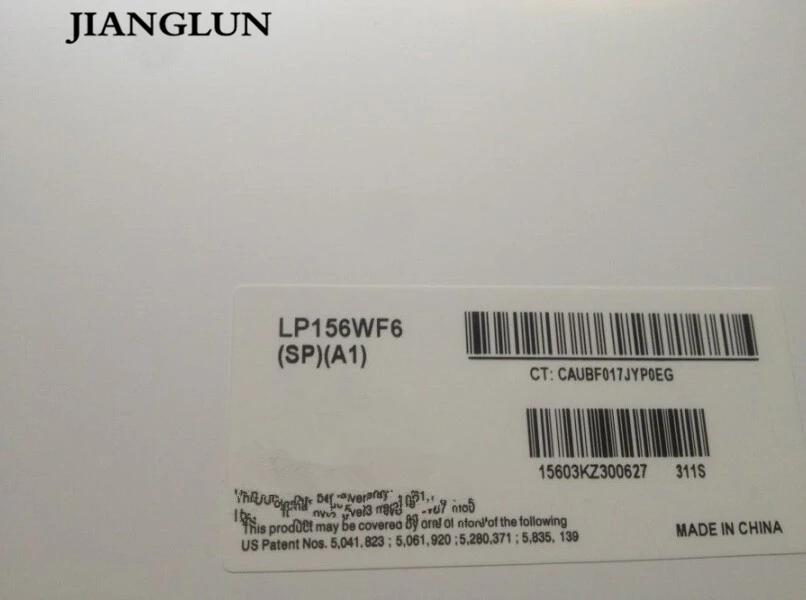 JIANGLUN
LP156WF6
(SP)(A1)
CT: CAUBF017JYP0EG
15603KZ300627 311S
This product may be covered of the following
US Patent Nos. 5,041,823 ; 5,061,920 ; 5,280,371 ; 5,835, 139
MADE IN CHINA